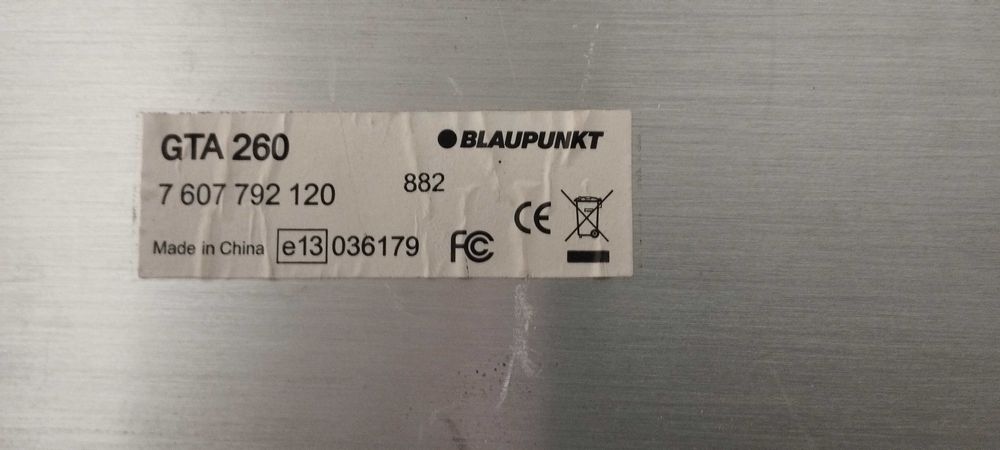 GTA 260
BLAUPUNKT
7 607 792 120
882
CE
Made in China e13 036179
FC